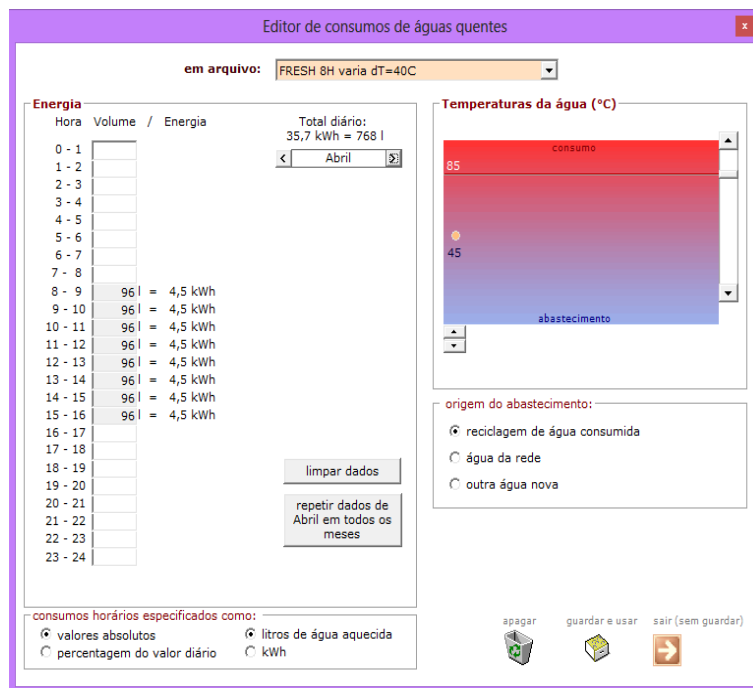 Editor de consumos de águas quentes
x
em arquivo: FRESH 8H varia dT=40C
Energia
Hora Volume / Energia
Total diário:
35,7 kWh = 768 l
< Abril >
0 - 1
1 - 2
2 - 3
3 - 4
4 - 5
5 - 6
6 - 7
7 - 8
8 - 9 96 l = 4,5 kWh
9 - 10 96 l = 4,5 kWh
10 - 11 96 l = 4,5 kWh
11 - 12 96 l = 4,5 kWh
12 - 13 96 l = 4,5 kWh
13 - 14 96 l = 4,5 kWh
14 - 15 96 l = 4,5 kWh
15 - 16 96 l = 4,5 kWh
16 - 17
17 - 18
18 - 19
19 - 20
20 - 21
21 - 22
22 - 23
23 - 24
limpar dados
repetir dados de
Abril em todos os
meses
Temperaturas da água (°C)
consumo
85
45
abastecimento
origem do abastecimento:
reciclagem de água consumida
água da rede
outra água nova
consumos horários especificados como:
valores absolutos
percentagem do valor diário
litros de água aquecida
kWh
apagar
guardar e usar
sair (sem guardar)